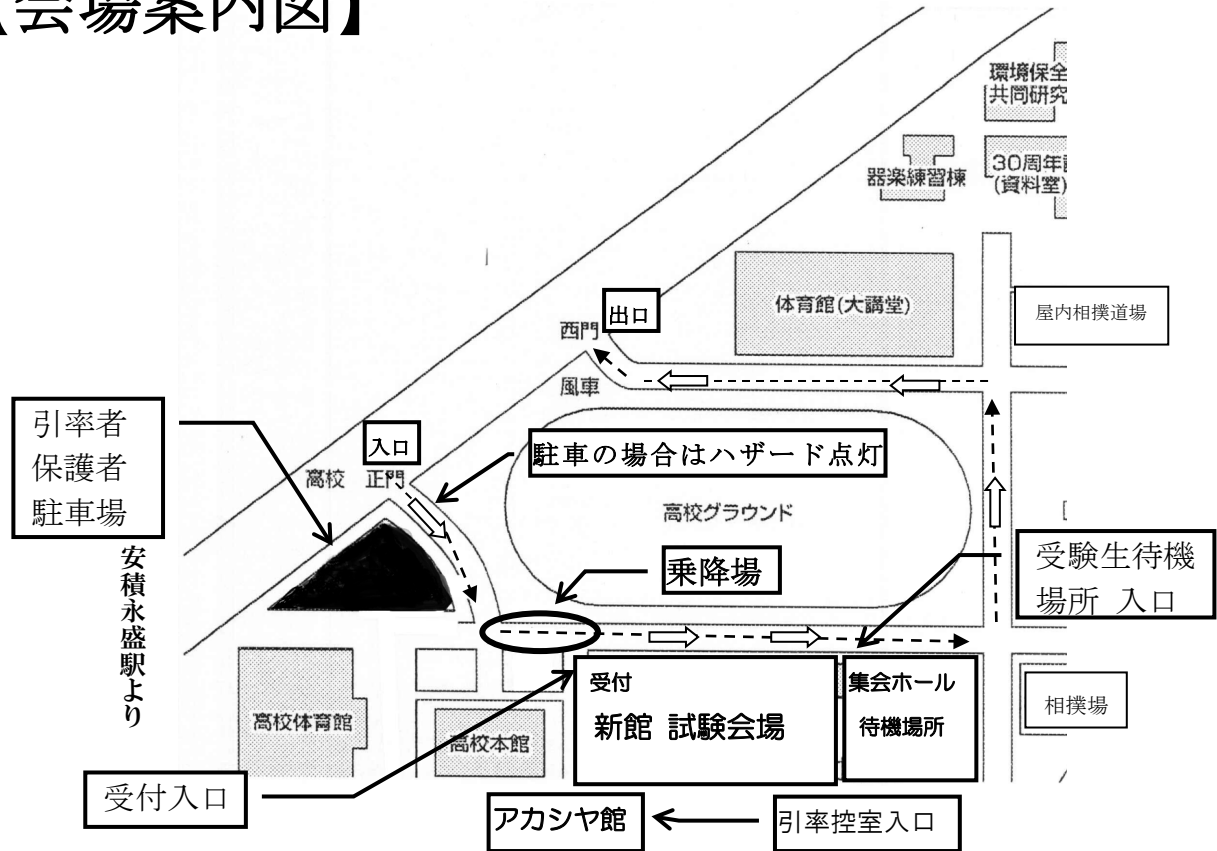 【会場案内図】
環境保全
共同研究
器楽練習棟
30周年
(資料室)
体育館(大講堂)
屋内相撲道場
出口
西門
風車
引率者
保護者
駐車場
入口
高校 正門
駐車の場合はハザード点灯
高校グラウンド
安積永盛駅より
乗降場
受験生待機
場所 入口
受付
新館 試験会場
集会ホール
待機場所
相撲場
高校体育館
高校本館
受付入口
アカシヤ館
引率控室入口